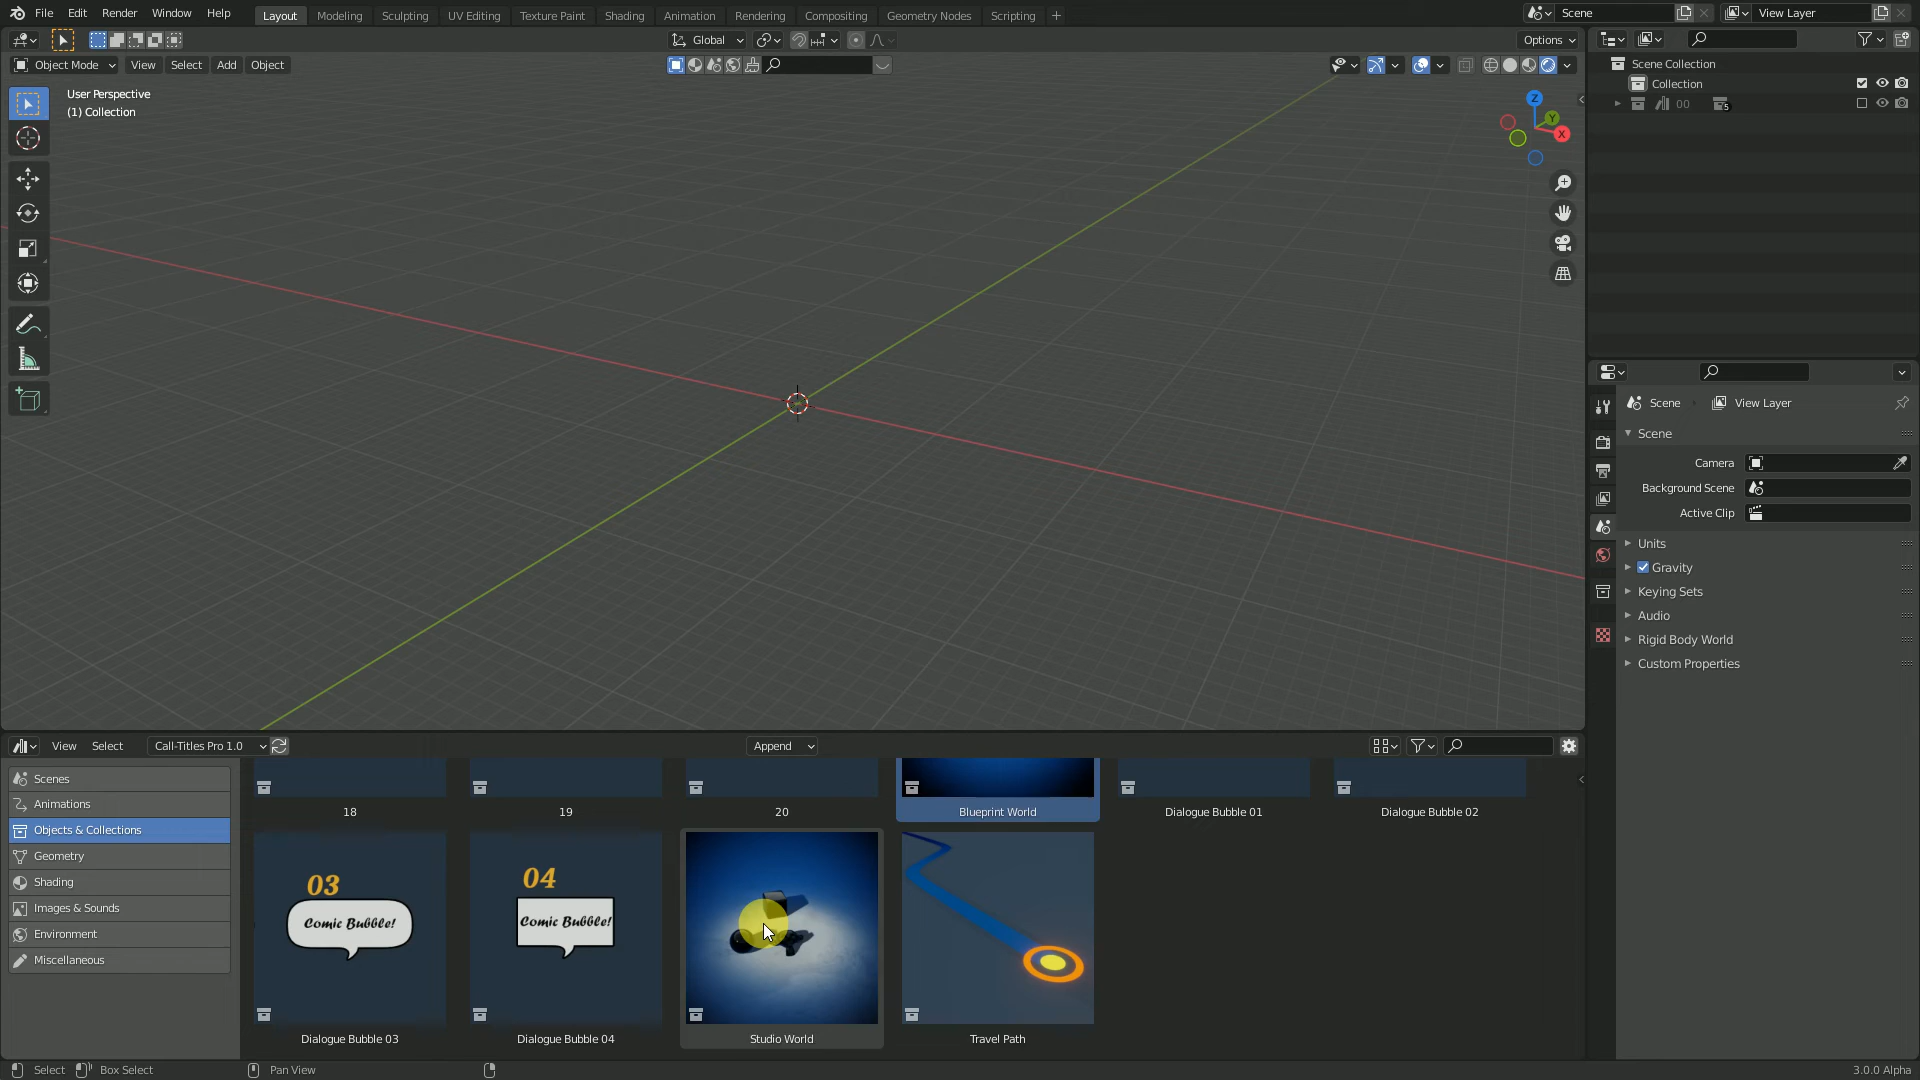 File Edit Render Window Help Layout Modeling Sculpting UV Editing Texture Paint Shading Animation Rendering Compositing Geometry Nodes Scripting + Scene View Layer
Global Options
Object Mode View Select Add Object
User Perspective
(1) Collection
Z
Y
X
Scene Collection
Collection
00 5
Scene View Layer
Scene
Camera
Background Scene
Active Clip
Units
Gravity
Keying Sets
Audio
Rigid Body World
Custom Properties
View Select Call-Titles Pro 1.0 Append
Scenes
Animations
Objects & Collections
Geometry
Shading
Images & Sounds
Environment
Miscellaneous
18 19 20 Blueprint World Dialogue Bubble 01 Dialogue Bubble 02
03
Comic Bubble!
04
Comic Bubble!
Dialogue Bubble 03 Dialogue Bubble 04 Studio World Travel Path
Select Box Select Pan View 3.0.0 Alpha